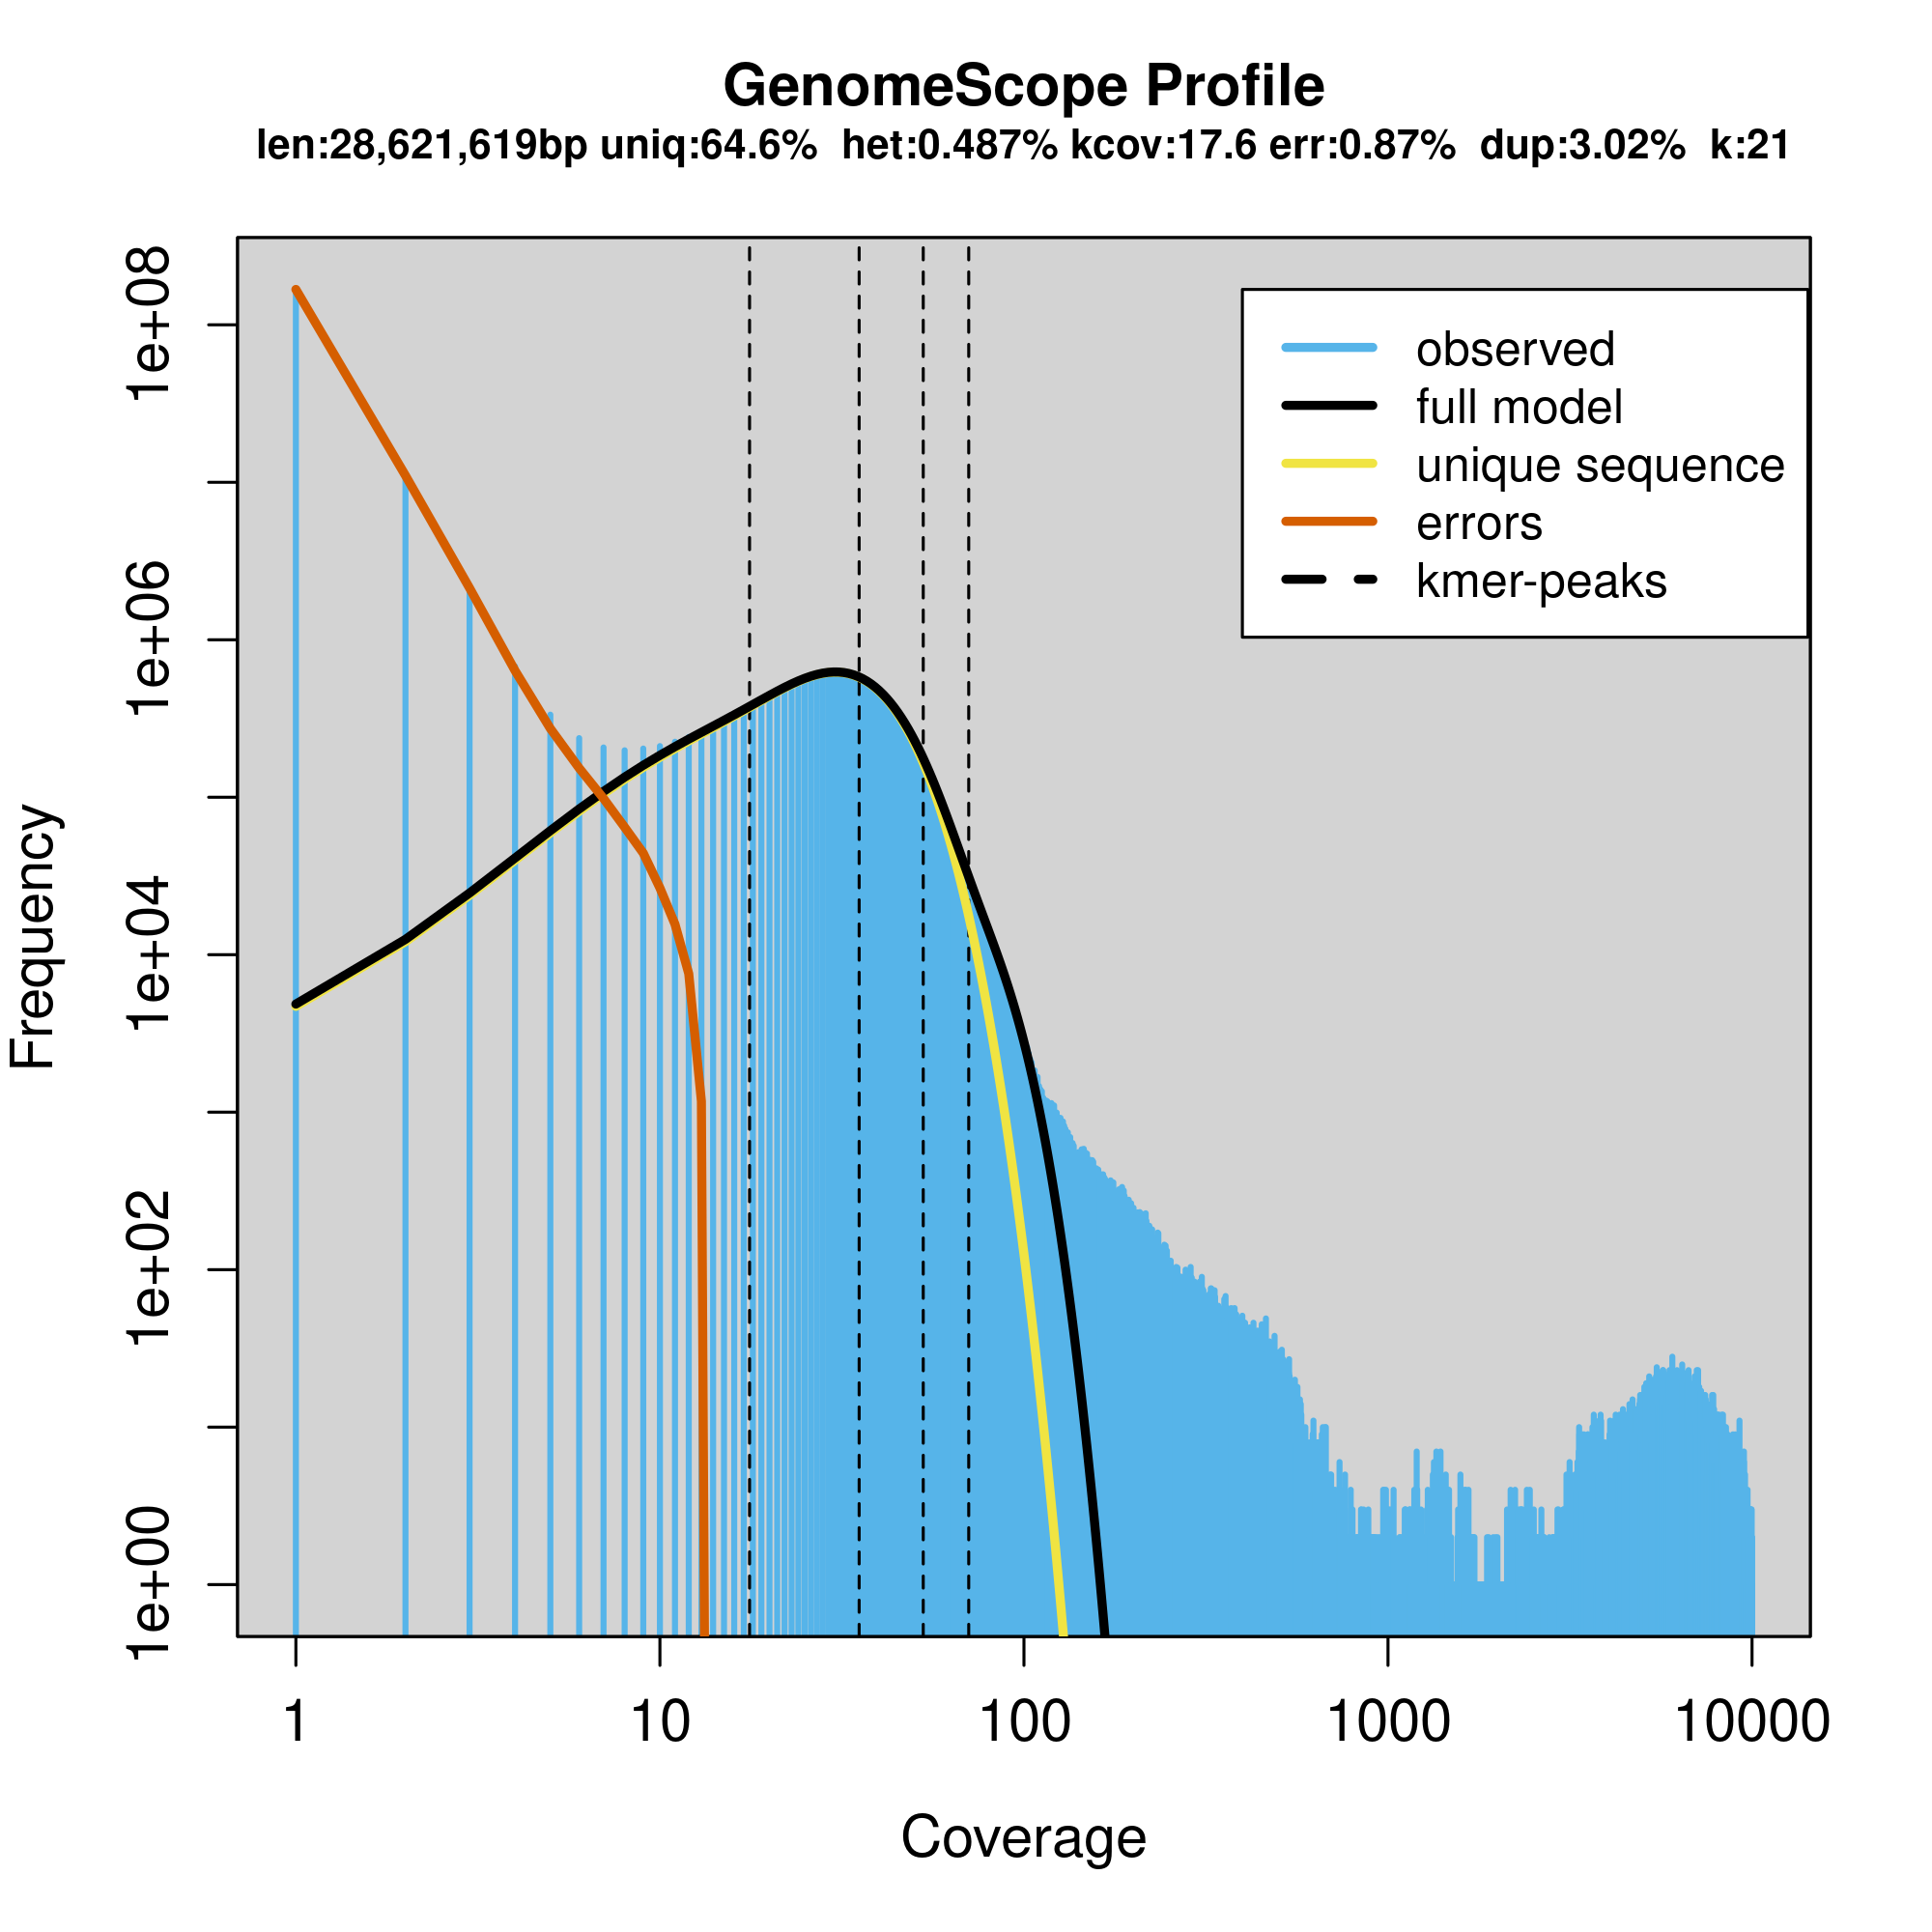 GenomeScope Profile
len:28,621,619bp uniq:64.6% het:0.487% kcov:17.6 err:0.87% dup:3.02% k:21
observed
full model
unique sequence
errors
kmer-peaks
Frequency
1e+08
1e+06
1e+04
1e+02
1e+00
1 10 100 1000 10000
Coverage